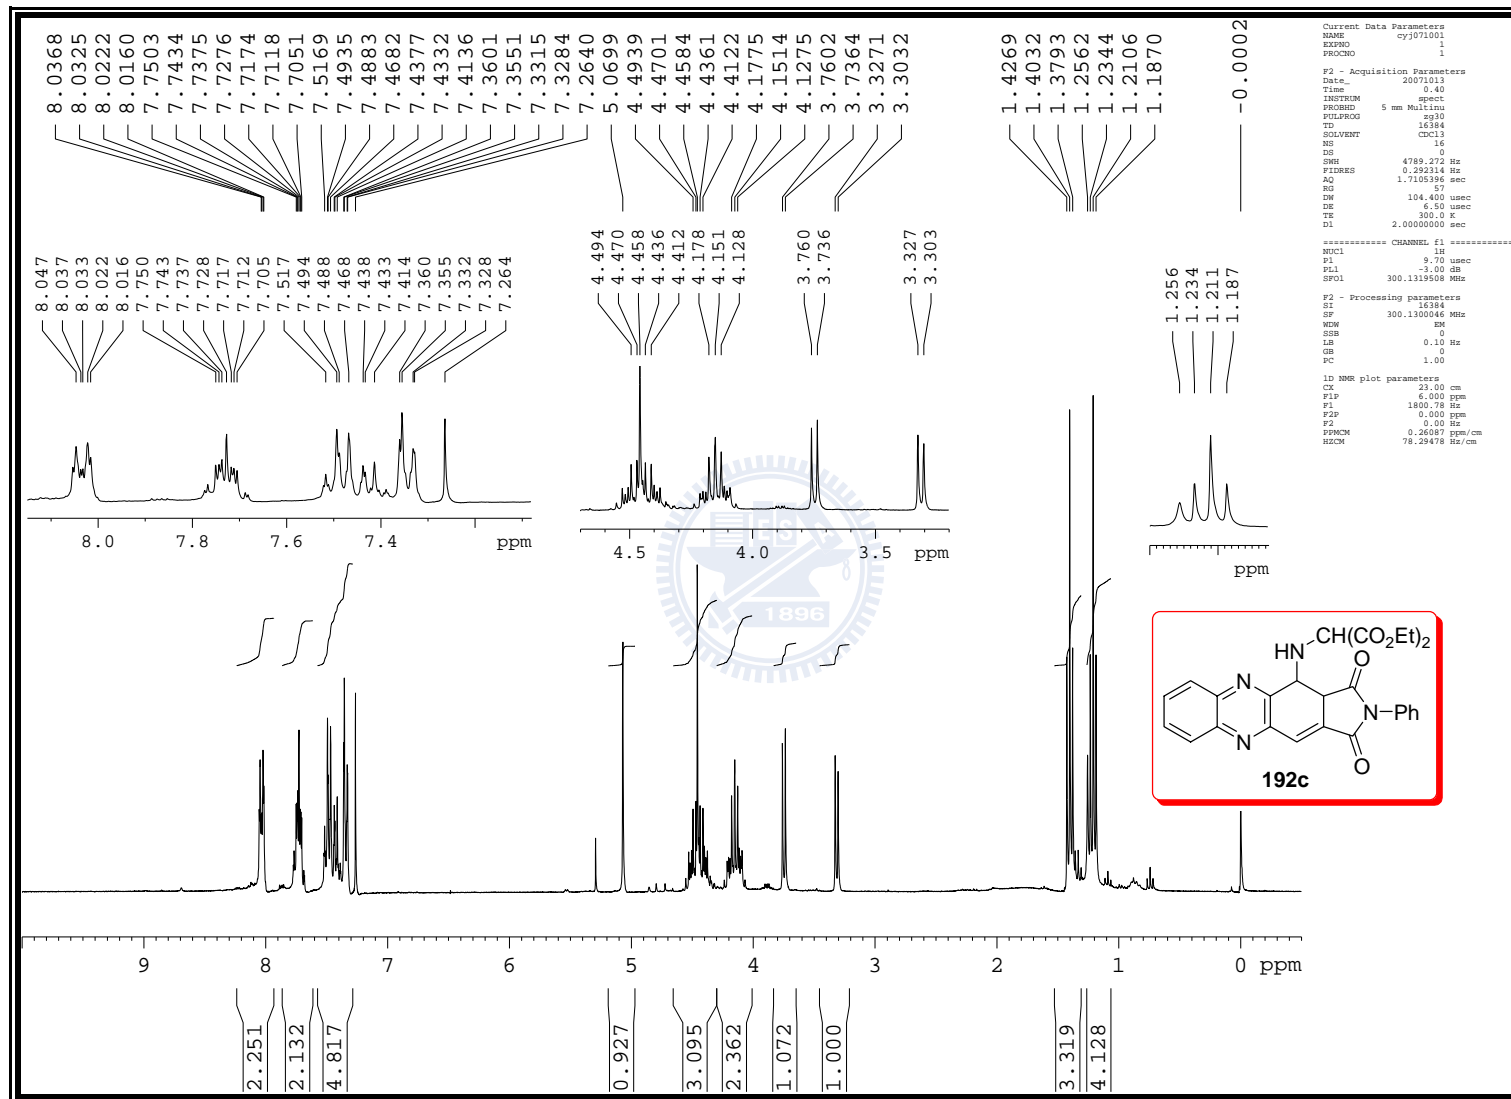 8.0368
8.0325
8.0222
8.0160
7.7503
7.7434
7.7375
7.7276
7.7174
7.7118
7.7051
7.5169
7.4935
7.4883
7.4682
7.4377
7.4332
7.4136
7.3601
7.3551
7.3315
7.3284
7.2640
5.0699
4.4939
4.4701
4.4584
4.4361
4.4122
4.1775
4.1514
4.1275
3.7602
3.7364
3.3271
3.3032
1.4269
1.4032
1.3793
1.2562
1.2344
1.2106
1.1870
-0.0002
8.047
8.037
8.033
8.022
8.016
7.750
7.743
7.737
7.728
7.717
7.712
7.705
7.517
7.494
7.488
7.468
7.438
7.433
7.414
7.360
7.355
7.332
7.328
7.264
4.494
4.470
4.458
4.436
4.412
4.178
4.151
4.128
3.760
3.736
3.327
3.303
1.256
1.234
1.211
1.187
8.0 7.8 7.6 7.4 ppm
4.5 4.0 3.5 ppm
ppm
Current Data Parameters
NAME cyj071001
EXPNO 1
PROCNO 1
F2 - Acquisition Parameters
Date_ 20071013
Time 0.40
INSTRUM spect
PROBHD 5 mm Multinu
PULPROG zg30
TD 16384
SOLVENT CDCl3
NS 16
DS 0
SWH 4789.272 Hz
FIDRES 0.292314 Hz
AQ 1.7105396 sec
RG 57
DW 104.400 usec
DE 6.50 usec
TE 300.0 K
D1 2.00000000 sec
============ CHANNEL f1 ============
NUC1 1H
P1 9.70 usec
PL1 -3.00 dB
SFO1 300.1319508 MHz
F2 - Processing parameters
SI 16384
SF 300.1300046 MHz
WDW EM
SSB 0
LB 0.10 Hz
GB 0
PC 1.00
1D NMR plot parameters
CX 23.00 cm
F1P 6.000 ppm
F1 1800.78 Hz
F2P 0.000 ppm
F2 0.00 Hz
PPMCM 0.26087 ppm/cm
HZCM 78.29478 Hz/cm
ES
1896
HN CH(CO2Et)2
O
N
N
N-Ph
O
192c
9 8 7 6 5 4 3 2 1 0 ppm
2.251
2.132
4.817
0.927
3.095
2.362
1.072
1.000
3.319
4.128